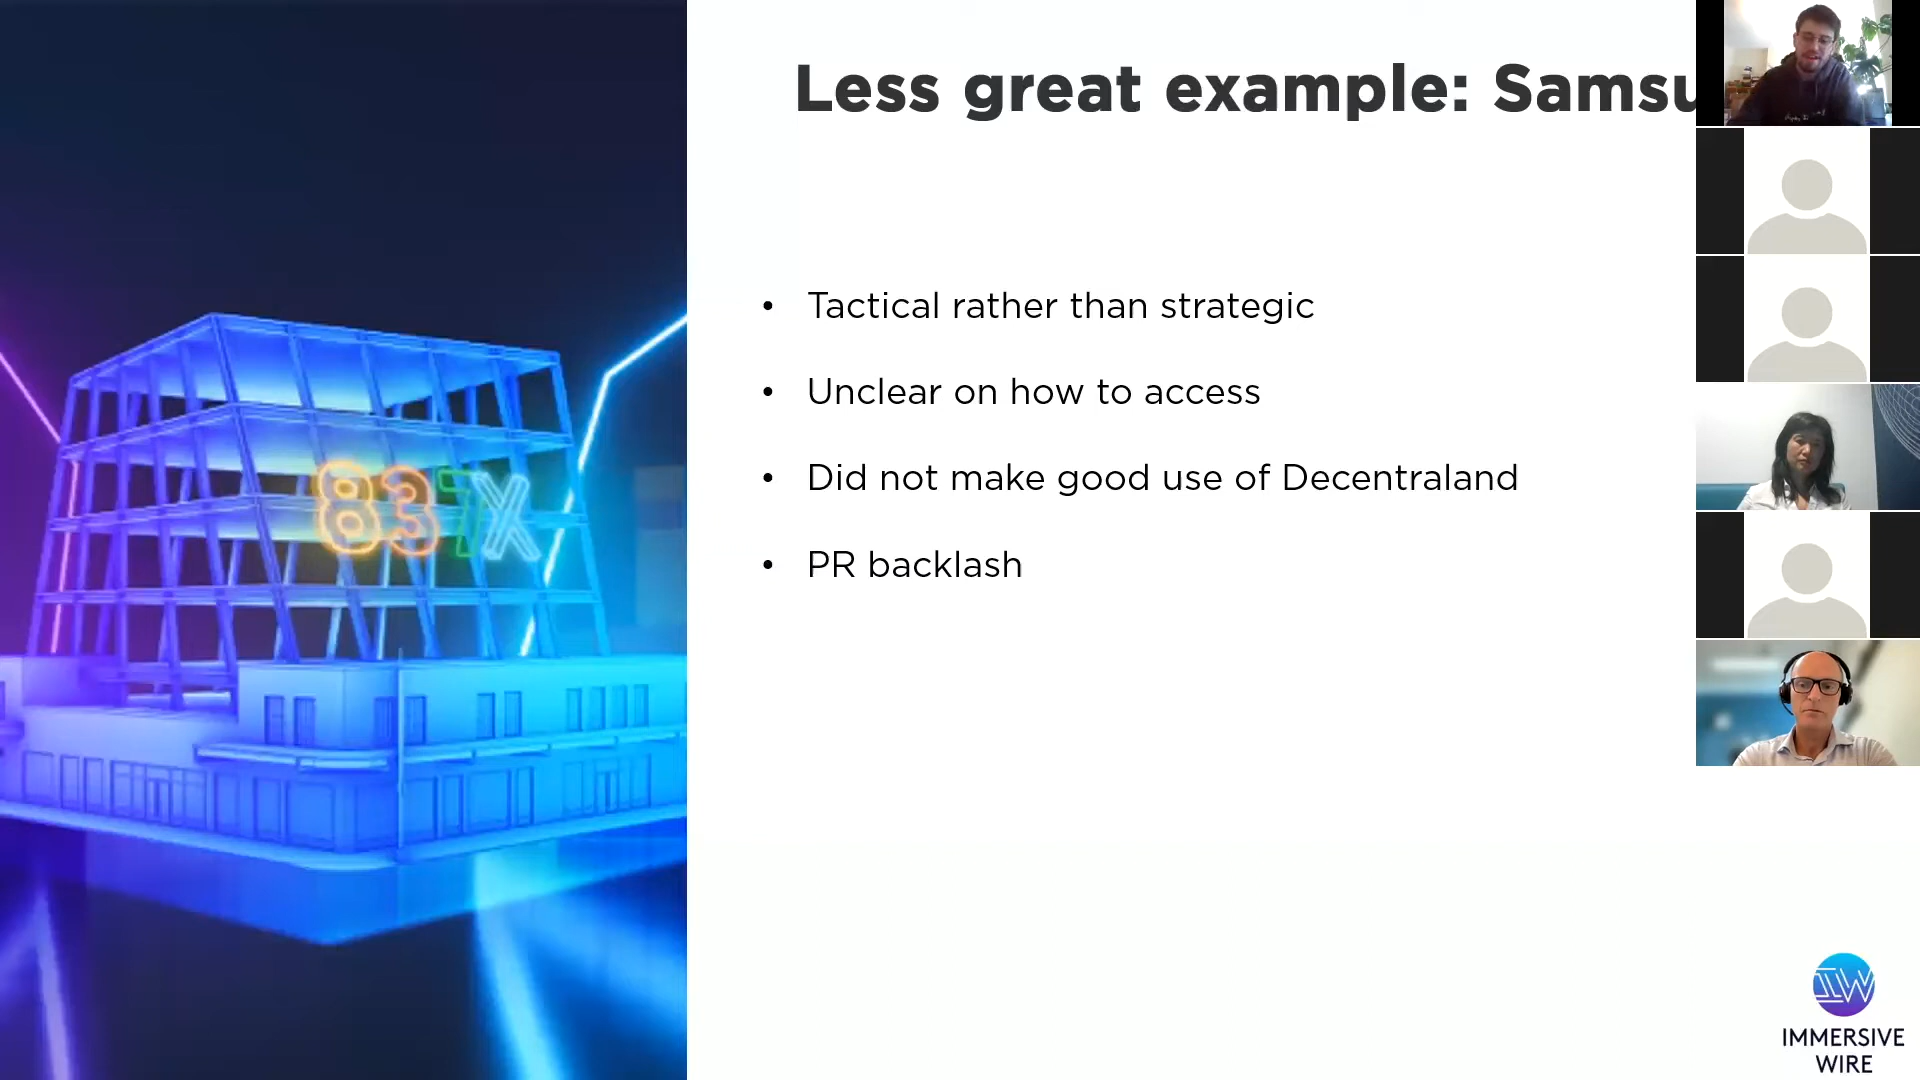 Less great example: Samsu
837X
• Tactical rather than strategic
• Unclear on how to access
• Did not make good use of Decentraland
• PR backlash
IW
IMMERSIVE
WIRE